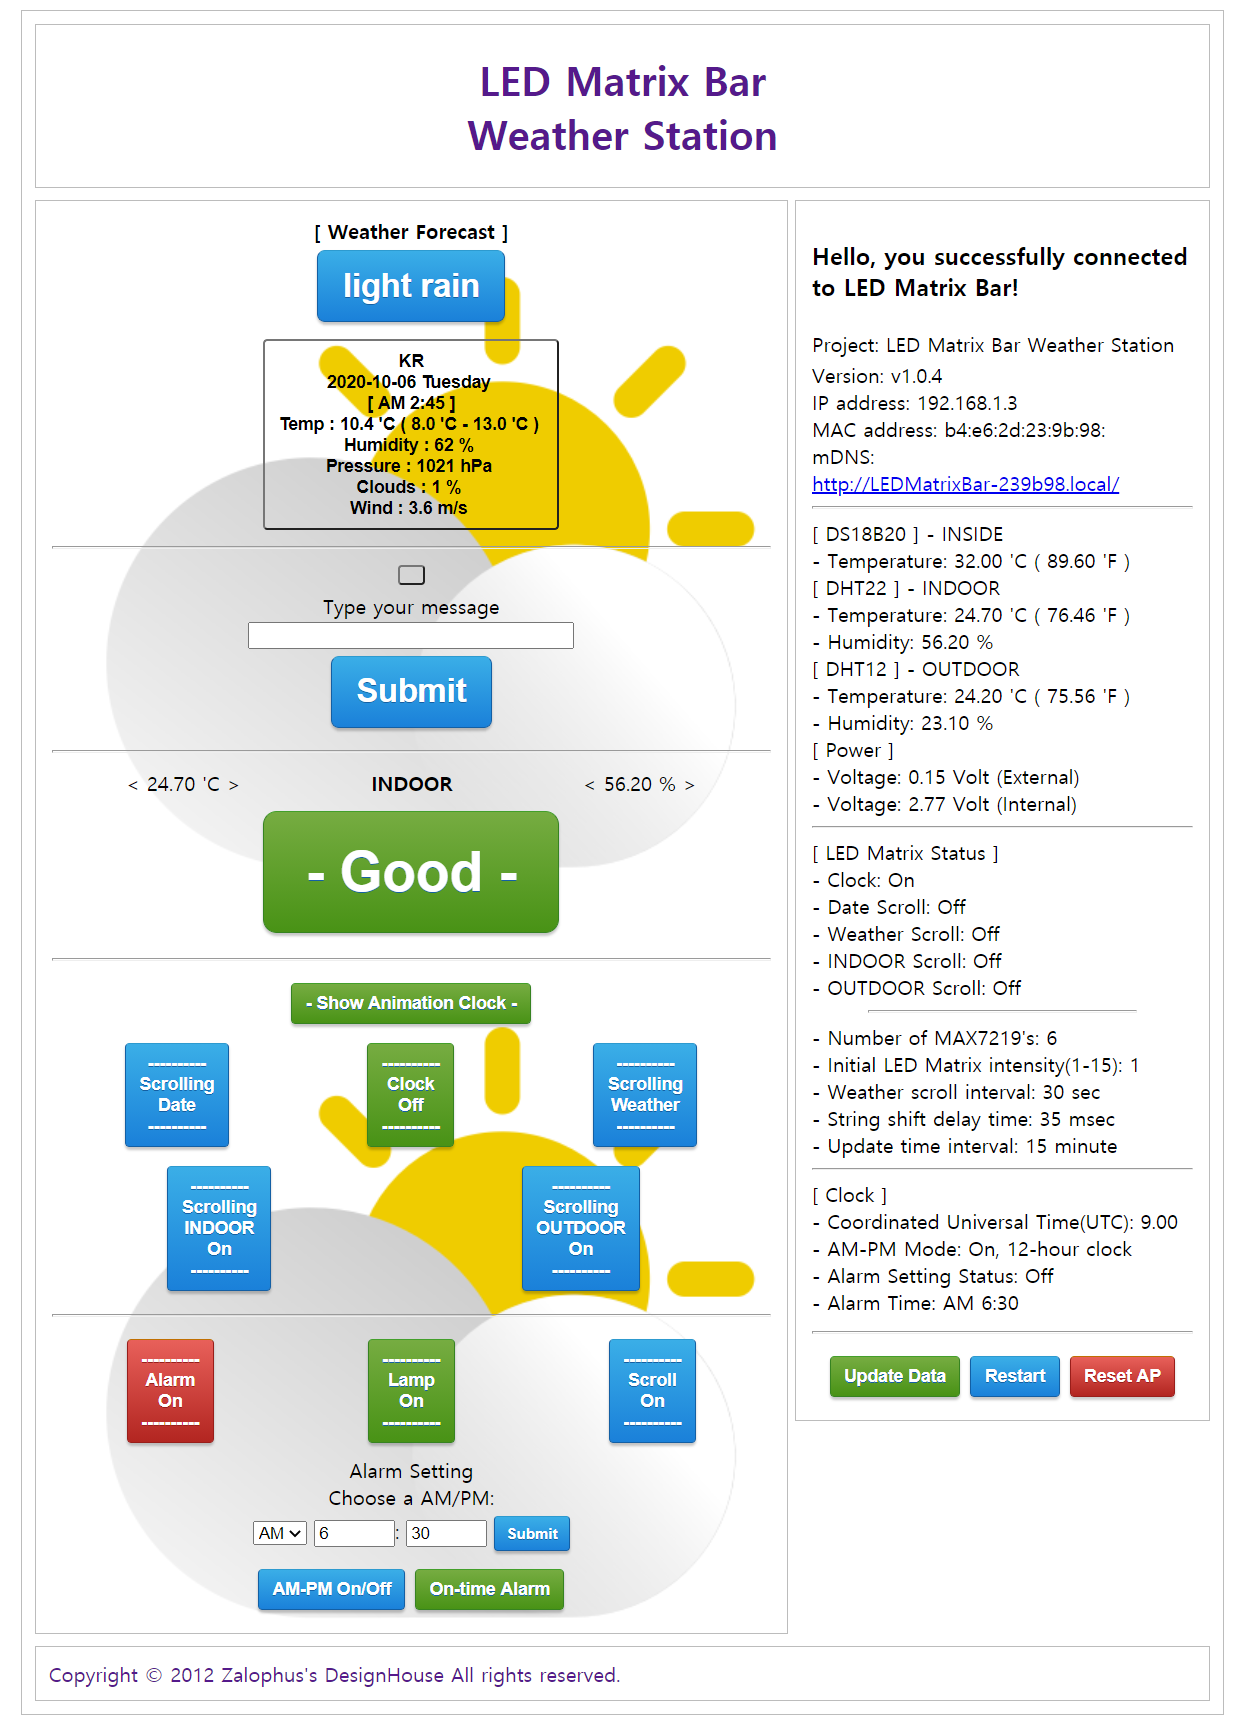 LED Matrix Bar
Weather Station
[ Weather Forecast ]
light rain
KR
2020-10-06 Tuesday
[ AM 2:45 ]
Temp : 10.4 'C ( 8.0 'C - 13.0 'C )
Humidity : 62 %
Pressure : 1021 hPa
Clouds : 1 %
Wind : 3.6 m/s
Type your message
Submit
< 24.70 'C > INDOOR < 56.20 % >
- Good -
- Show Animation Clock -
----------
Scrolling
Date
----------
----------
Clock
Off
----------
----------
Scrolling
Weather
----------
----------
Scrolling
INDOOR
On
----------
----------
Scrolling
OUTDOOR
On
----------
----------
Alarm
On
----------
----------
Lamp
On
----------
----------
Scroll
On
----------
Alarm Setting
Choose a AM/PM:
AM 6 : 30 Submit
AM-PM On/Off On-time Alarm
Hello, you successfully connected
to LED Matrix Bar!
Project: LED Matrix Bar Weather Station
Version: v1.0.4
IP address: 192.168.1.3
MAC address: b4:e6:2d:23:9b:98:
mDNS:
http://LEDMatrixBar-239b98.local/
[ DS18B20 ] - INSIDE
- Temperature: 32.00 'C ( 89.60 'F )
[ DHT22 ] - INDOOR
- Temperature: 24.70 'C ( 76.46 'F )
- Humidity: 56.20 %
[ DHT12 ] - OUTDOOR
- Temperature: 24.20 'C ( 75.56 'F )
- Humidity: 23.10 %
[ Power ]
- Voltage: 0.15 Volt (External)
- Voltage: 2.77 Volt (Internal)
[ LED Matrix Status ]
- Clock: On
- Date Scroll: Off
- Weather Scroll: Off
- INDOOR Scroll: Off
- OUTDOOR Scroll: Off
- Number of MAX7219's: 6
- Initial LED Matrix intensity(1-15): 1
- Weather scroll interval: 30 sec
- String shift delay time: 35 msec
- Update time interval: 15 minute
[ Clock ]
- Coordinated Universal Time(UTC): 9.00
- AM-PM Mode: On, 12-hour clock
- Alarm Setting Status: Off
- Alarm Time: AM 6:30
Update Data Restart Reset AP
Copyright © 2012 Zalophus's DesignHouse All rights reserved.